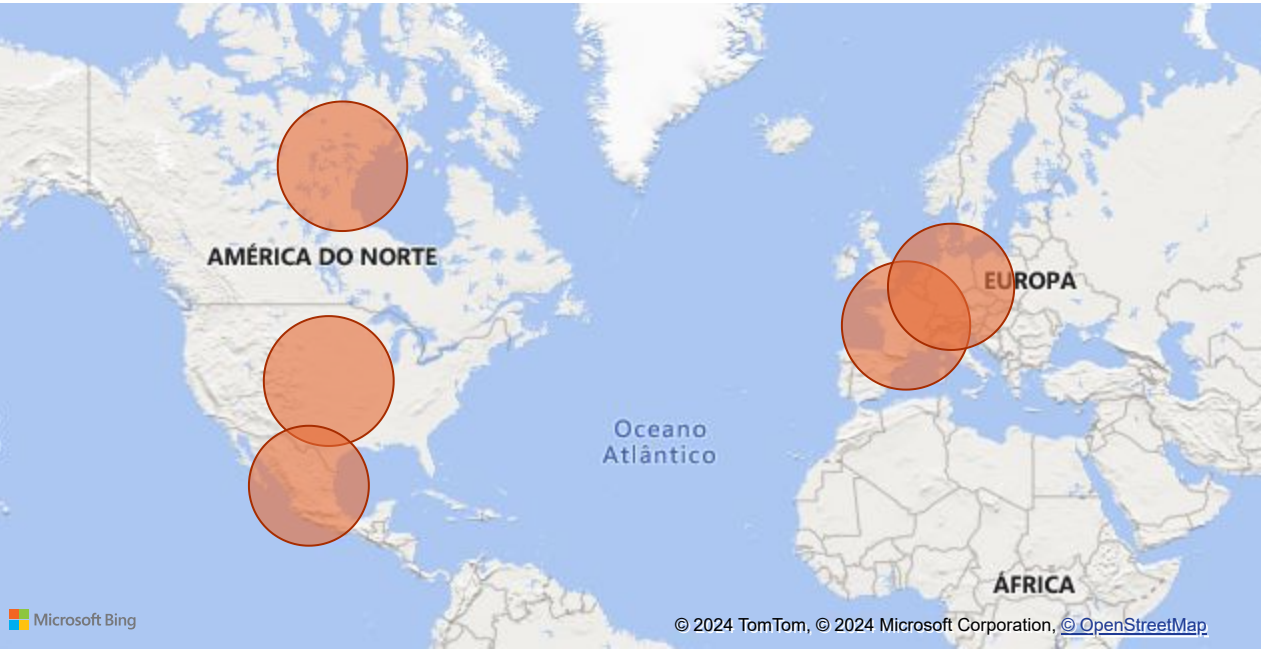 AMÉRICA DO NORTE
EUROPA
Oceano
Atlântico
ÁFRICA
Microsoft Bing
© 2024 TomTom, © 2024 Microsoft Corporation, © OpenStreetMap